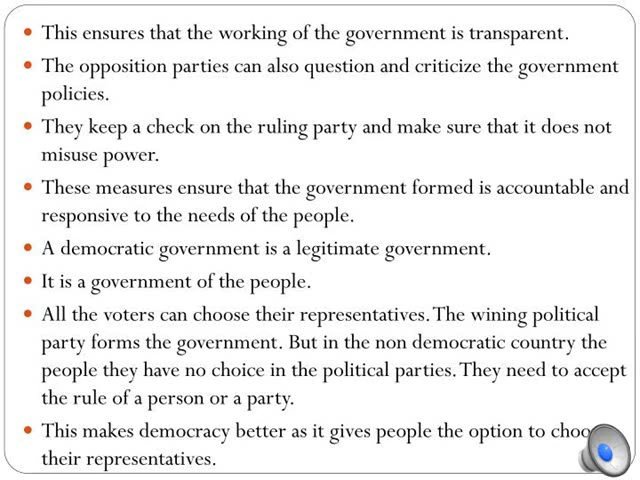 • This ensures that the working of the government is transparent.
• The opposition parties can also question and criticize the government
policies.
• They keep a check on the ruling party and make sure that it does not
misuse power.
• These measures ensure that the government formed is accountable and
responsive to the needs of the people.
• A democratic government is a legitimate government.
• It is a government of the people.
• All the voters can choose their representatives. The wining political
party forms the government. But in the non democratic country the
people they have no choice in the political parties. They need to accept
the rule of a person or a party.
• This makes democracy better as it gives people the option to choo
their representatives.